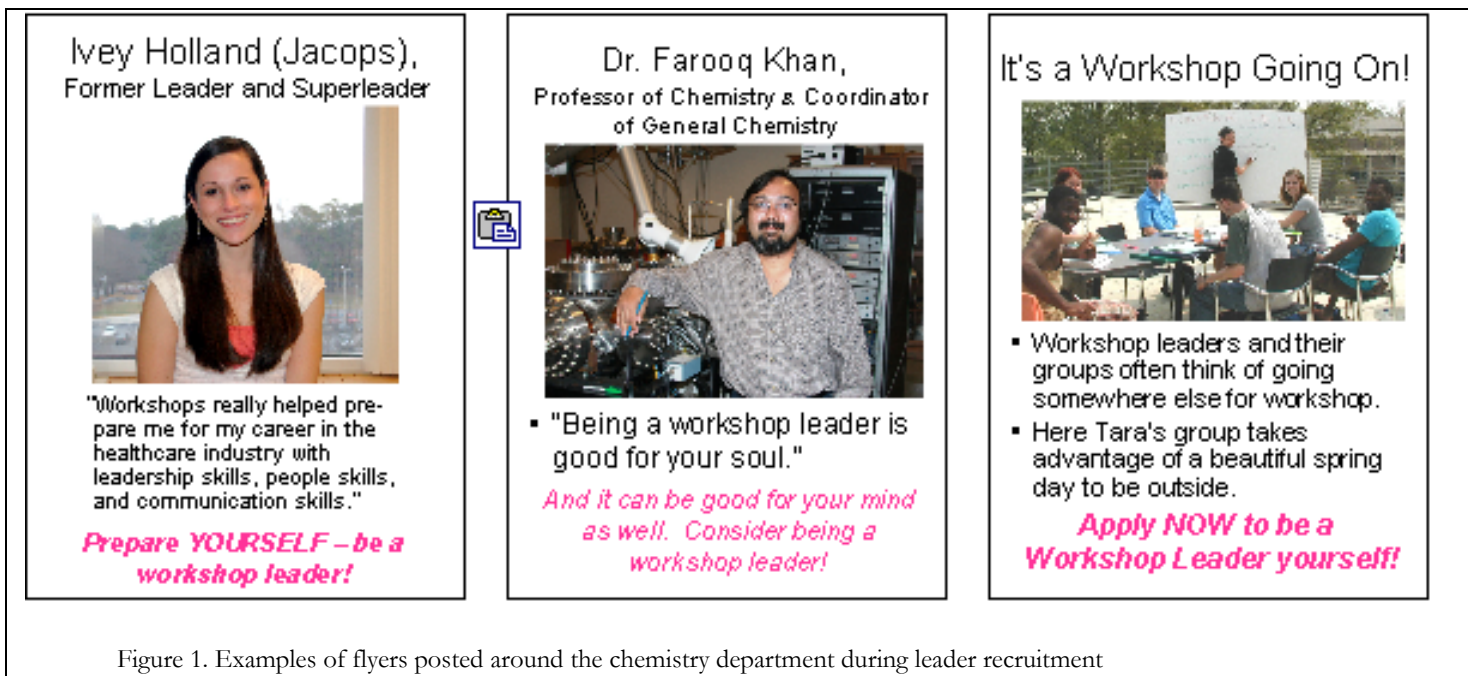 Ivey Holland (Jacops),
Former Leader and Superleader
"Workshops really helped pre-
pare me for my career in the
healthcare industry with
leadership skills, people skills,
and communication skills."
Prepare YOURSELF – be a
workshop leader!
Dr. Farooq Khan,
Professor of Chemistry & Coordinator
of General Chemistry
▪ "Being a workshop leader is
good for your soul."
And it can be good for your mind
as well. Consider being a
workshop leader!
It's a Workshop Going On!
▪ Workshop leaders and their
groups often think of going
somewhere else for workshop.
▪ Here Tara's group takes
advantage of a beautiful spring
day to be outside.
Apply NOW to be a
Workshop Leader yourself!
Figure 1. Examples of flyers posted around the chemistry department during leader recruitment